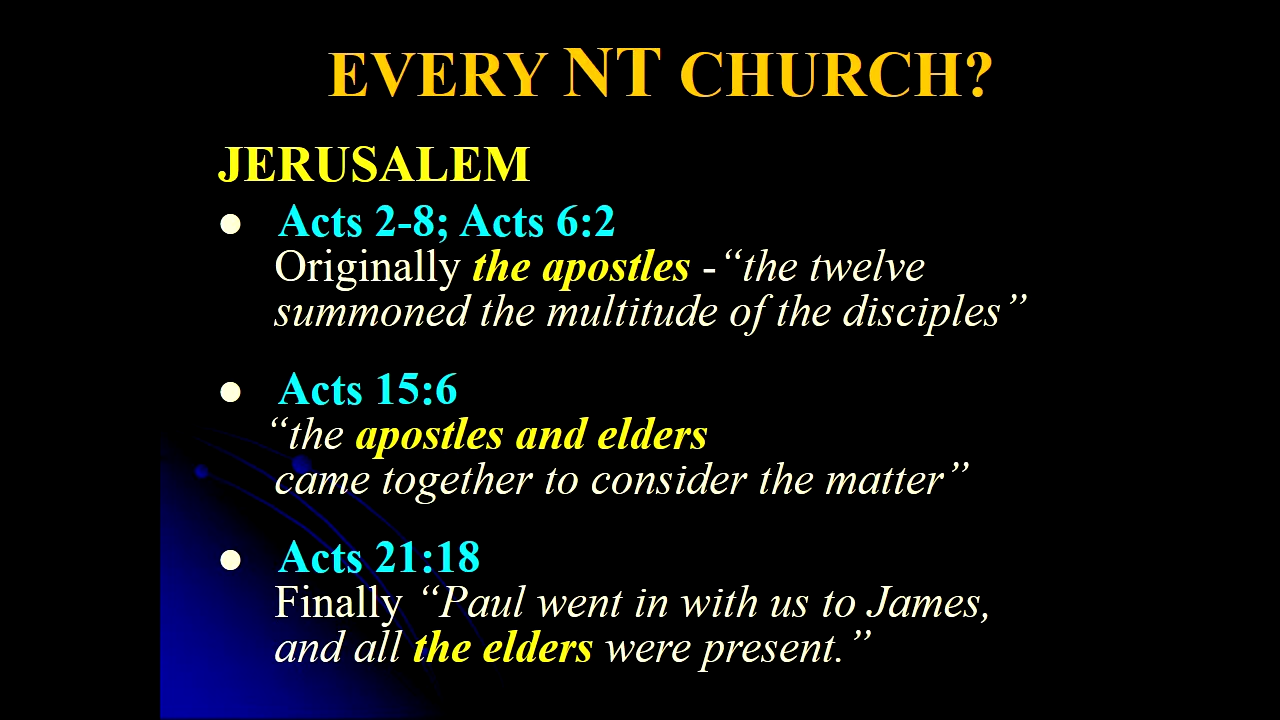 EVERY NT CHURCH?
JERUSALEM
● Acts 2-8; Acts 6:2
Originally the apostles -“the twelve
summoned the multitude of the disciples”
● Acts 15:6
“the apostles and elders
came together to consider the matter”
● Acts 21:18
Finally “Paul went in with us to James,
and all the elders were present.”